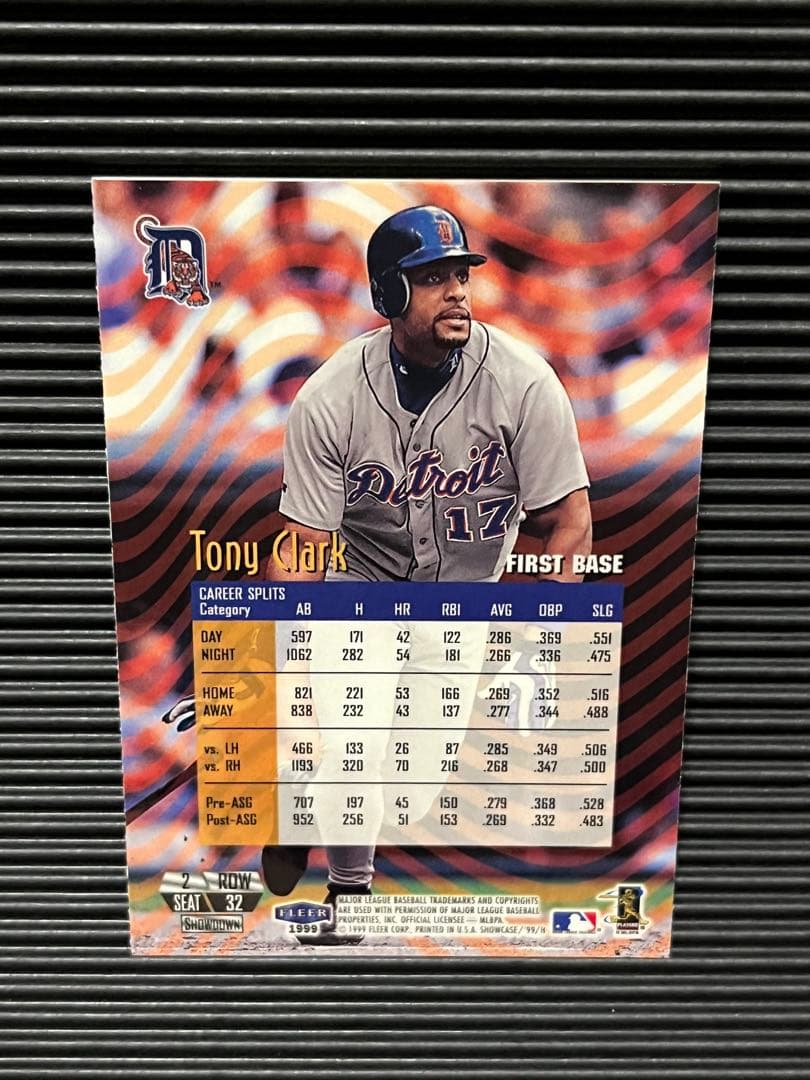 TM
D
Detroit
17
Tony Clark
FIRST BASE
CAREER SPLITS
Category AB H HR RBI AVG OBP SLG
DAY 597 171 42 122 .286 .369 .551
NIGHT 1062 282 54 181 .266 .336 .475
HOME 821 221 53 166 .269 .352 .516
AWAY 838 232 43 137 .277 .344 .488
vs. LH 466 133 26 87 .285 .349 .506
vs. RH 1193 320 70 216 .268 .347 .500
Pre-ASG 707 197 45 150 .279 .368 .528
Post-ASG 952 256 51 153 .269 .332 .483
2 ROW
SEAT 32
SHOWDOWN
FLEER
1999
MAJOR LEAGUE BASEBALL TRADEMARKS AND COPYRIGHTS
ARE USED WITH PERMISSION OF MAJOR LEAGUE BASEBALL
PROPERTIES, INC. OFFICIAL LICENSEE — MLBPA
© 1999 FLEER CORP. PRINTED IN U.S.A. SHOWCASE/'99/H
PLAYERS